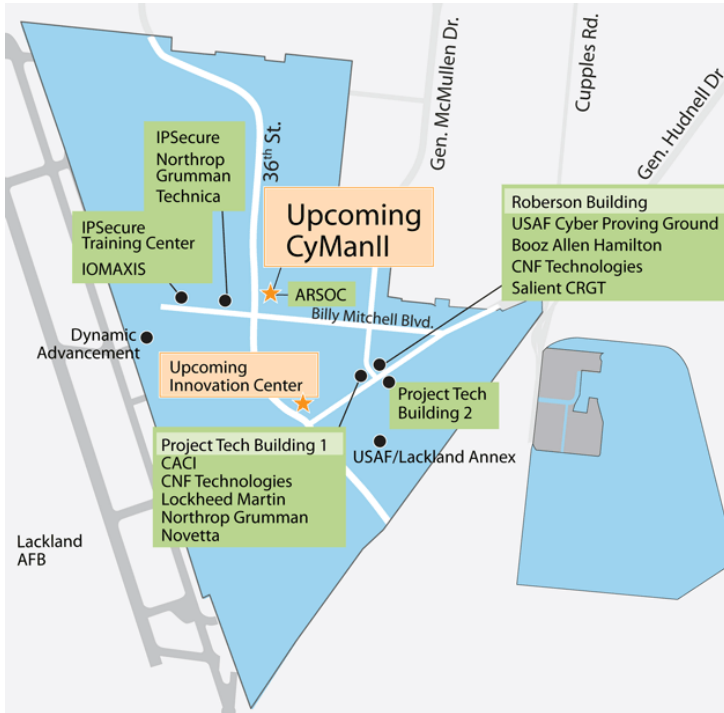 Gen. McMullen Dr.
Cupples Rd.
Gen. Hudnell Dr
36th St.
IPSecure
Northrop
Grumman
Technica
Upcoming
CyManII
Roberson Building
USAF Cyber Proving Ground
Booz Allen Hamilton
CNF Technologies
Salient CRGT
IPSecure
Training Center
IOMAXIS
ARSOC
Billy Mitchell Blvd.
Dynamic
Advancement
Upcoming
Innovation Center
Project Tech
Building 2
Project Tech Building 1
CACI
CNF Technologies
Lockheed Martin
Northrop Grumman
Novetta
USAF/Lackland Annex
Lackland
AFB